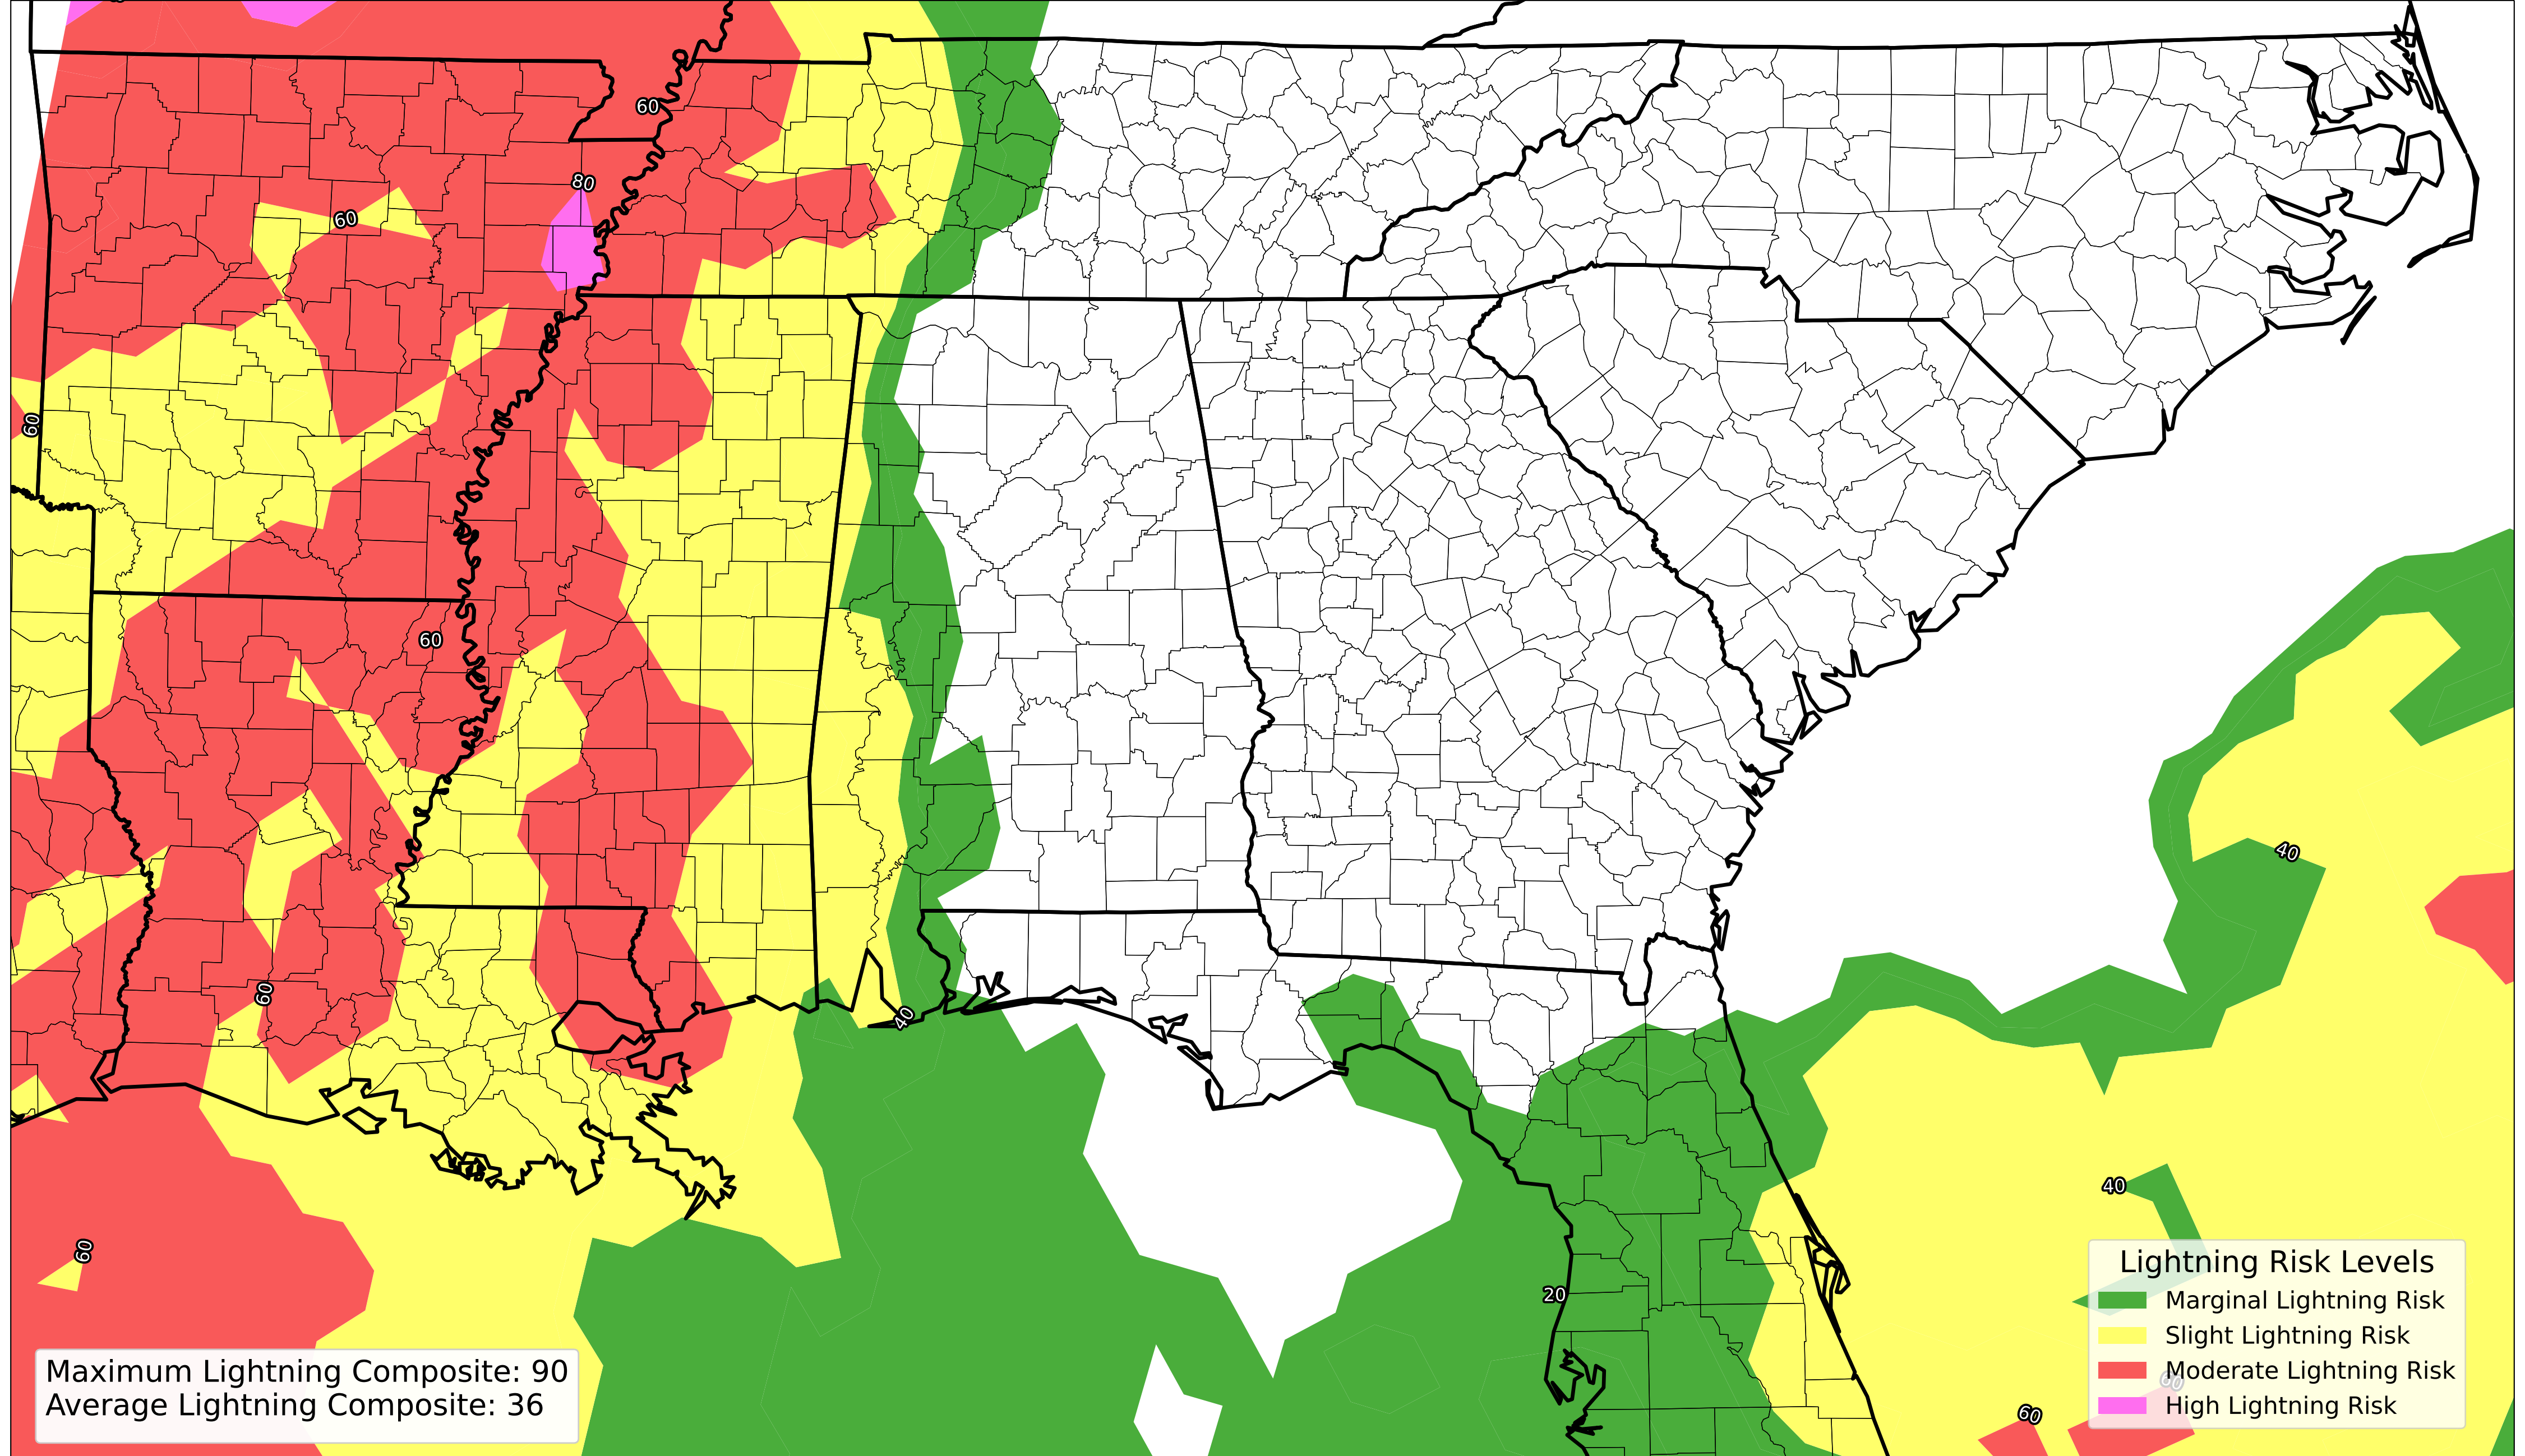 60
80
60
60
60
40
60
40
40
60
20
60
60
Lightning Risk Levels
Marginal Lightning Risk
Slight Lightning Risk
Moderate Lightning Risk
High Lightning Risk
Maximum Lightning Composite: 90
Average Lightning Composite: 36